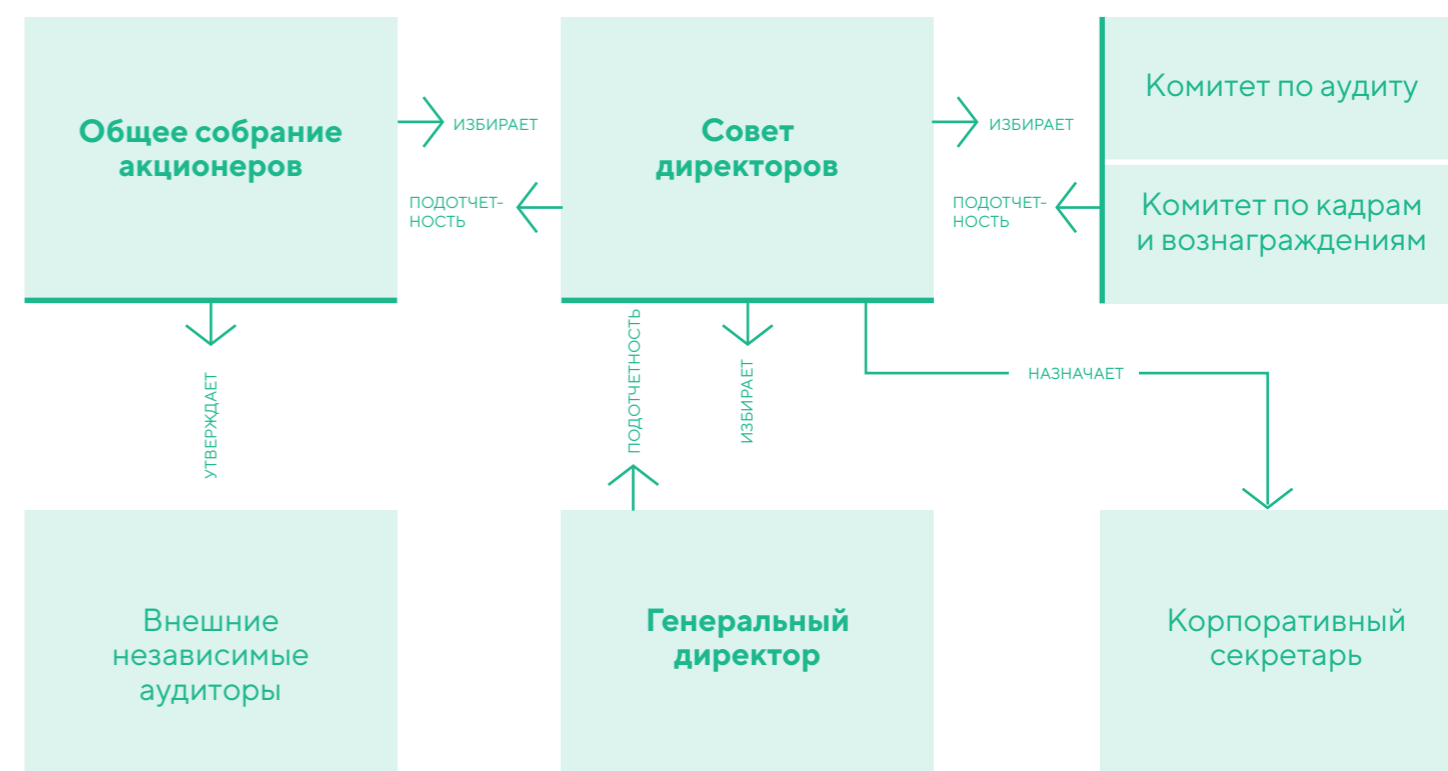 Общее собрание
акционеров
ИЗБИРАЕТ
ПОДОТЧЕТ-
НОСТЬ
Совет
директоров
ИЗБИРАЕТ
ПОДОТЧЕТ-
НОСТЬ
Комитет по аудиту
Комитет по кадрам
и вознаграждениям
УТВЕРЖДАЕТ
ПОДОТЧЕТНОСТЬ
ИЗБИРАЕТ
НАЗНАЧАЕТ
Внешние
независимые
аудиторы
Генеральный
директор
Корпоративный
секретарь